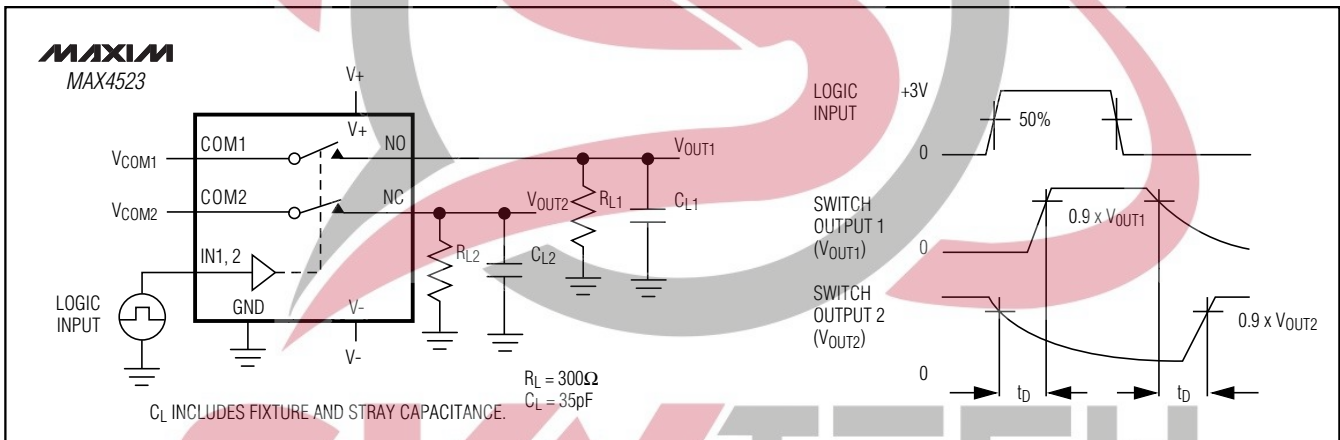 MAXIM
MAX4523
V+
V+
COM1
NO
VCOM1
VOUT1
COM2
NC
VCOM2
VOUT2
RL1
CL1
IN1, 2
RL2
CL2
LOGIC
INPUT
GND
V-
V-
RL = 300Ω
CL = 35pF
CL INCLUDES FIXTURE AND STRAY CAPACITANCE.
LOGIC
INPUT
+3V
50%
0
SWITCH
OUTPUT 1
(VOUT1)
0.9 x VOUT1
0
SWITCH
OUTPUT 2
(VOUT2)
0.9 x VOUT2
0
tD
tD